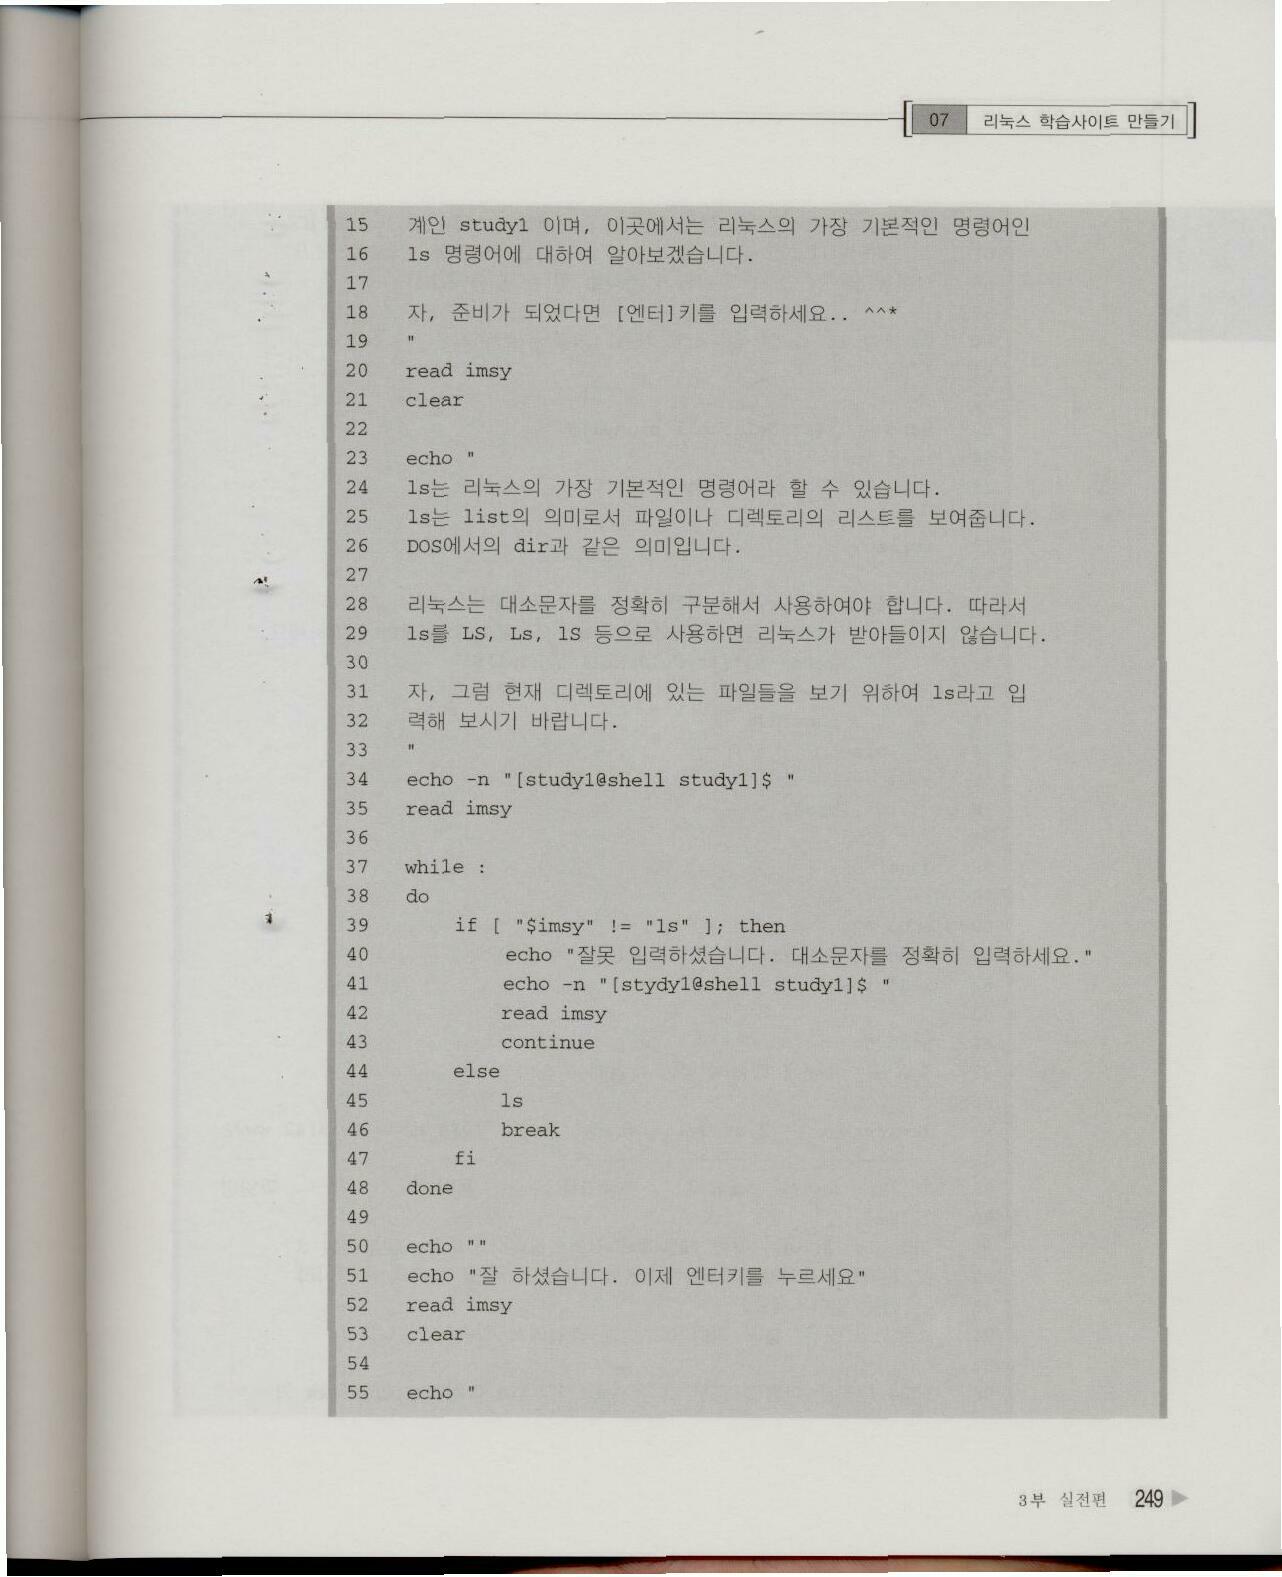 07 리눅스 학습사이트 만들기
15 계인 study1 이며, 이곳에서는 리눅스의 가장 기본적인 명령어인
16 ls 명령어에 대하여 알아보겠습니다.
17
18 자, 준비가 되었다면 [엔터]키를 입력하세요.. ^^*
19 "
20 read imsy
21 clear
22
23 echo "
24 ls는 리눅스의 가장 기본적인 명령어라 할 수 있습니다.
25 ls는 list의 의미로서 파일이나 디렉토리의 리스트를 보여줍니다.
26 DOS에서의 dir과 같은 의미입니다.
27
28 리눅스는 대소문자를 정확히 구분해서 사용하여야 합니다. 따라서
29 ls를 LS, Ls, lS 등으로 사용하면 리눅스가 받아들이지 않습니다.
30
31 자, 그럼 현재 디렉토리에 있는 파일들을 보기 위하여 ls라고 입
32 력해 보시기 바랍니다.
33 "
34 echo -n "[study1@shell study1]$ "
35 read imsy
36
37 while :
38 do
39 if [ "$imsy" != "ls" ]; then
40 echo "잘못 입력하셨습니다. 대소문자를 정확히 입력하세요."
41 echo -n "[stydy1@shell study1]$ "
42 read imsy
43 continue
44 else
45 ls
46 break
47 fi
48 done
49
50 echo ""
51 echo "잘 하셨습니다. 이제 엔터키를 누르세요"
52 read imsy
53 clear
54
55 echo "
3부 실전편 249